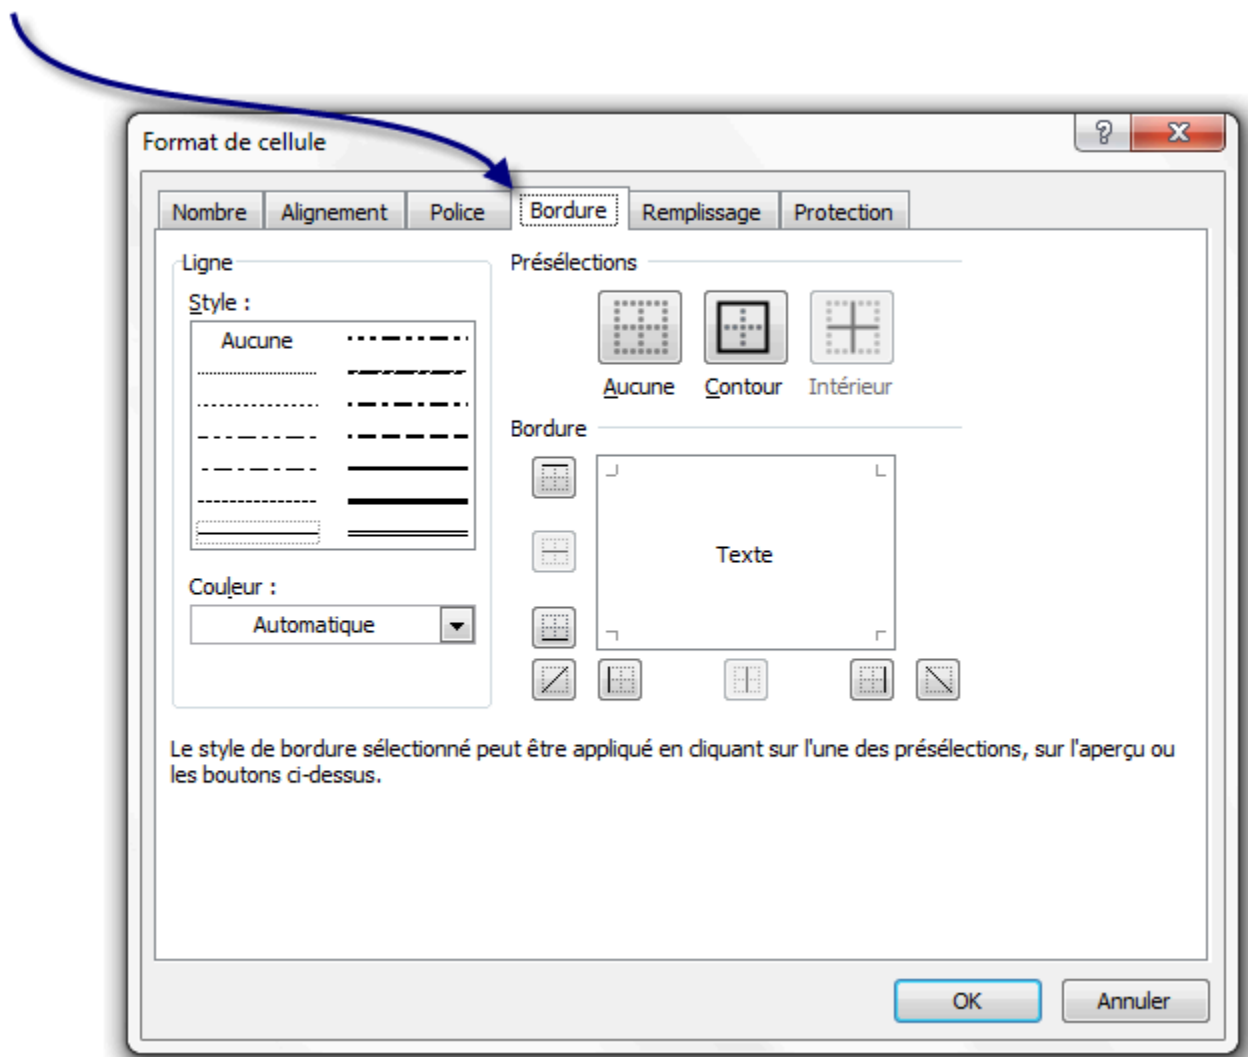 Format de cellule
Nombre Alignement Police Bordure Remplissage Protection
Ligne
Style :
Aucune
Couleur :
Automatique
Présélections
Aucune Contour Intérieur
Bordure
Texte
Le style de bordure sélectionné peut être appliqué en cliquant sur l'une des présélections, sur l'aperçu ou
les boutons ci-dessus.
OK Annuler